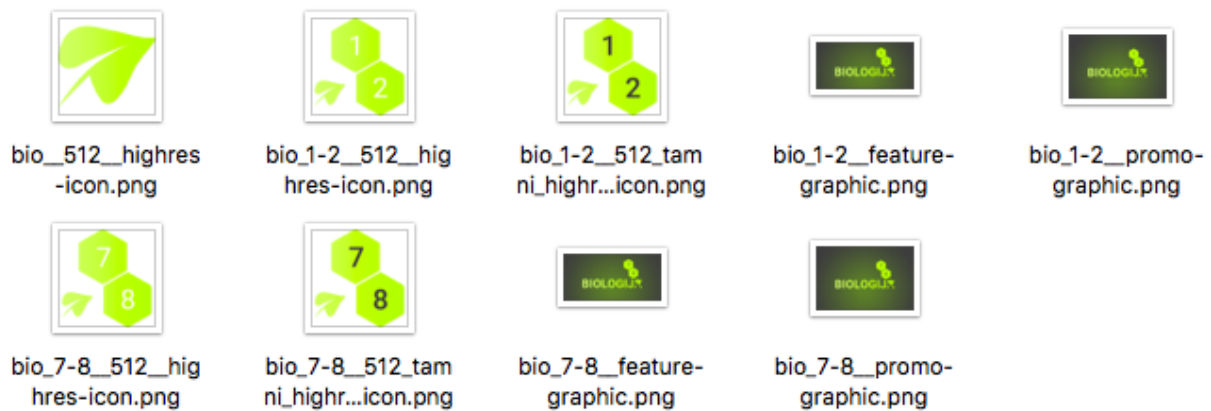 1
2
1
2
BIOLOGIJA
BIOLOGIJA
bio__512__highres
-icon.png
bio_1-2__512__hig
hres-icon.png
bio_1-2__512_tam
ni_highr...icon.png
bio_1-2__feature-
graphic.png
bio_1-2__promo-
graphic.png
7
8
7
8
BIOLOGIJA
BIOLOGIJA
bio_7-8__512__hig
hres-icon.png
bio_7-8__512_tam
ni_highr...icon.png
bio_7-8__feature-
graphic.png
bio_7-8__promo-
graphic.png